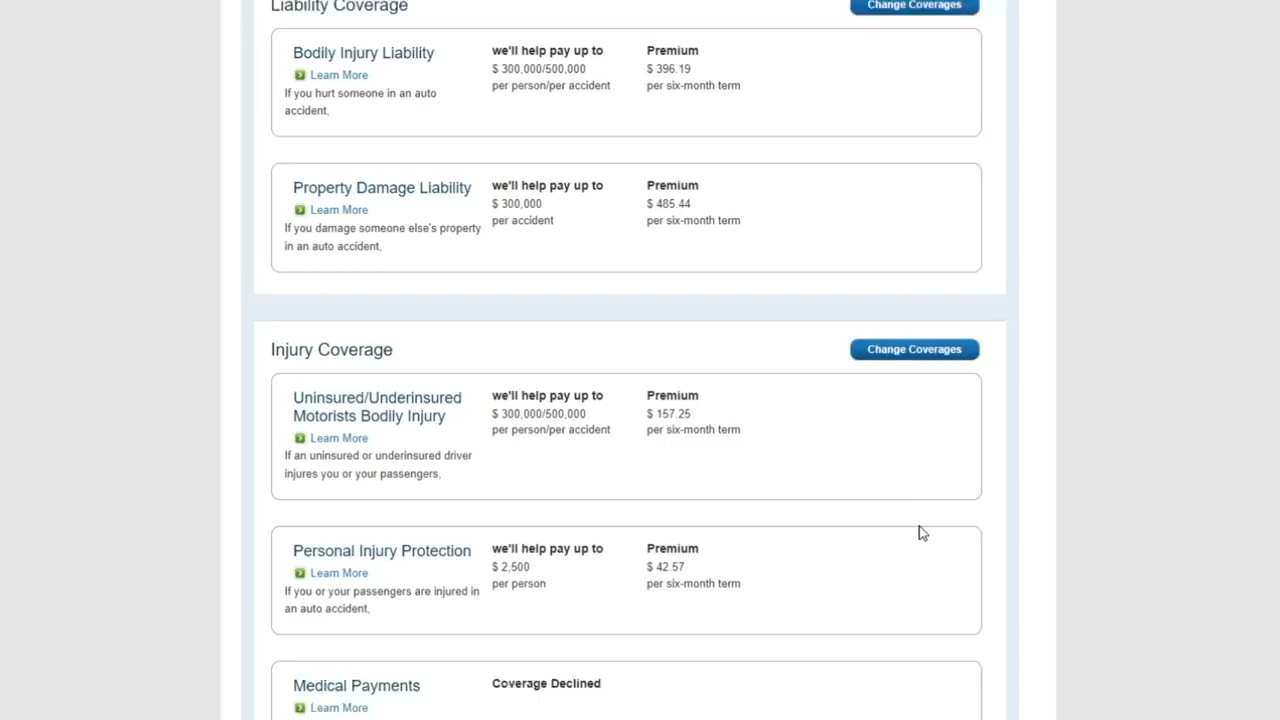 Liability Coverage
Change Coverages
Bodily Injury Liability
Learn More
If you hurt someone in an auto
accident.
we'll help pay up to
$ 300,000/500,000
per person/per accident
Premium
$ 396.19
per six-month term
Property Damage Liability
Learn More
If you damage someone else's property
in an auto accident.
we'll help pay up to
$ 300,000
per accident
Premium
$ 485.44
per six-month term
Injury Coverage
Change Coverages
Uninsured/Underinsured
Motorists Bodily Injury
Learn More
If an uninsured or underinsured driver
injures you or your passengers.
we'll help pay up to
$ 300,000/500,000
per person/per accident
Premium
$ 157.25
per six-month term
Personal Injury Protection
Learn More
If you or your passengers are injured in
an auto accident.
we'll help pay up to
$ 2,500
per person
Premium
$ 42.57
per six-month term
Medical Payments
Learn More
Coverage Declined